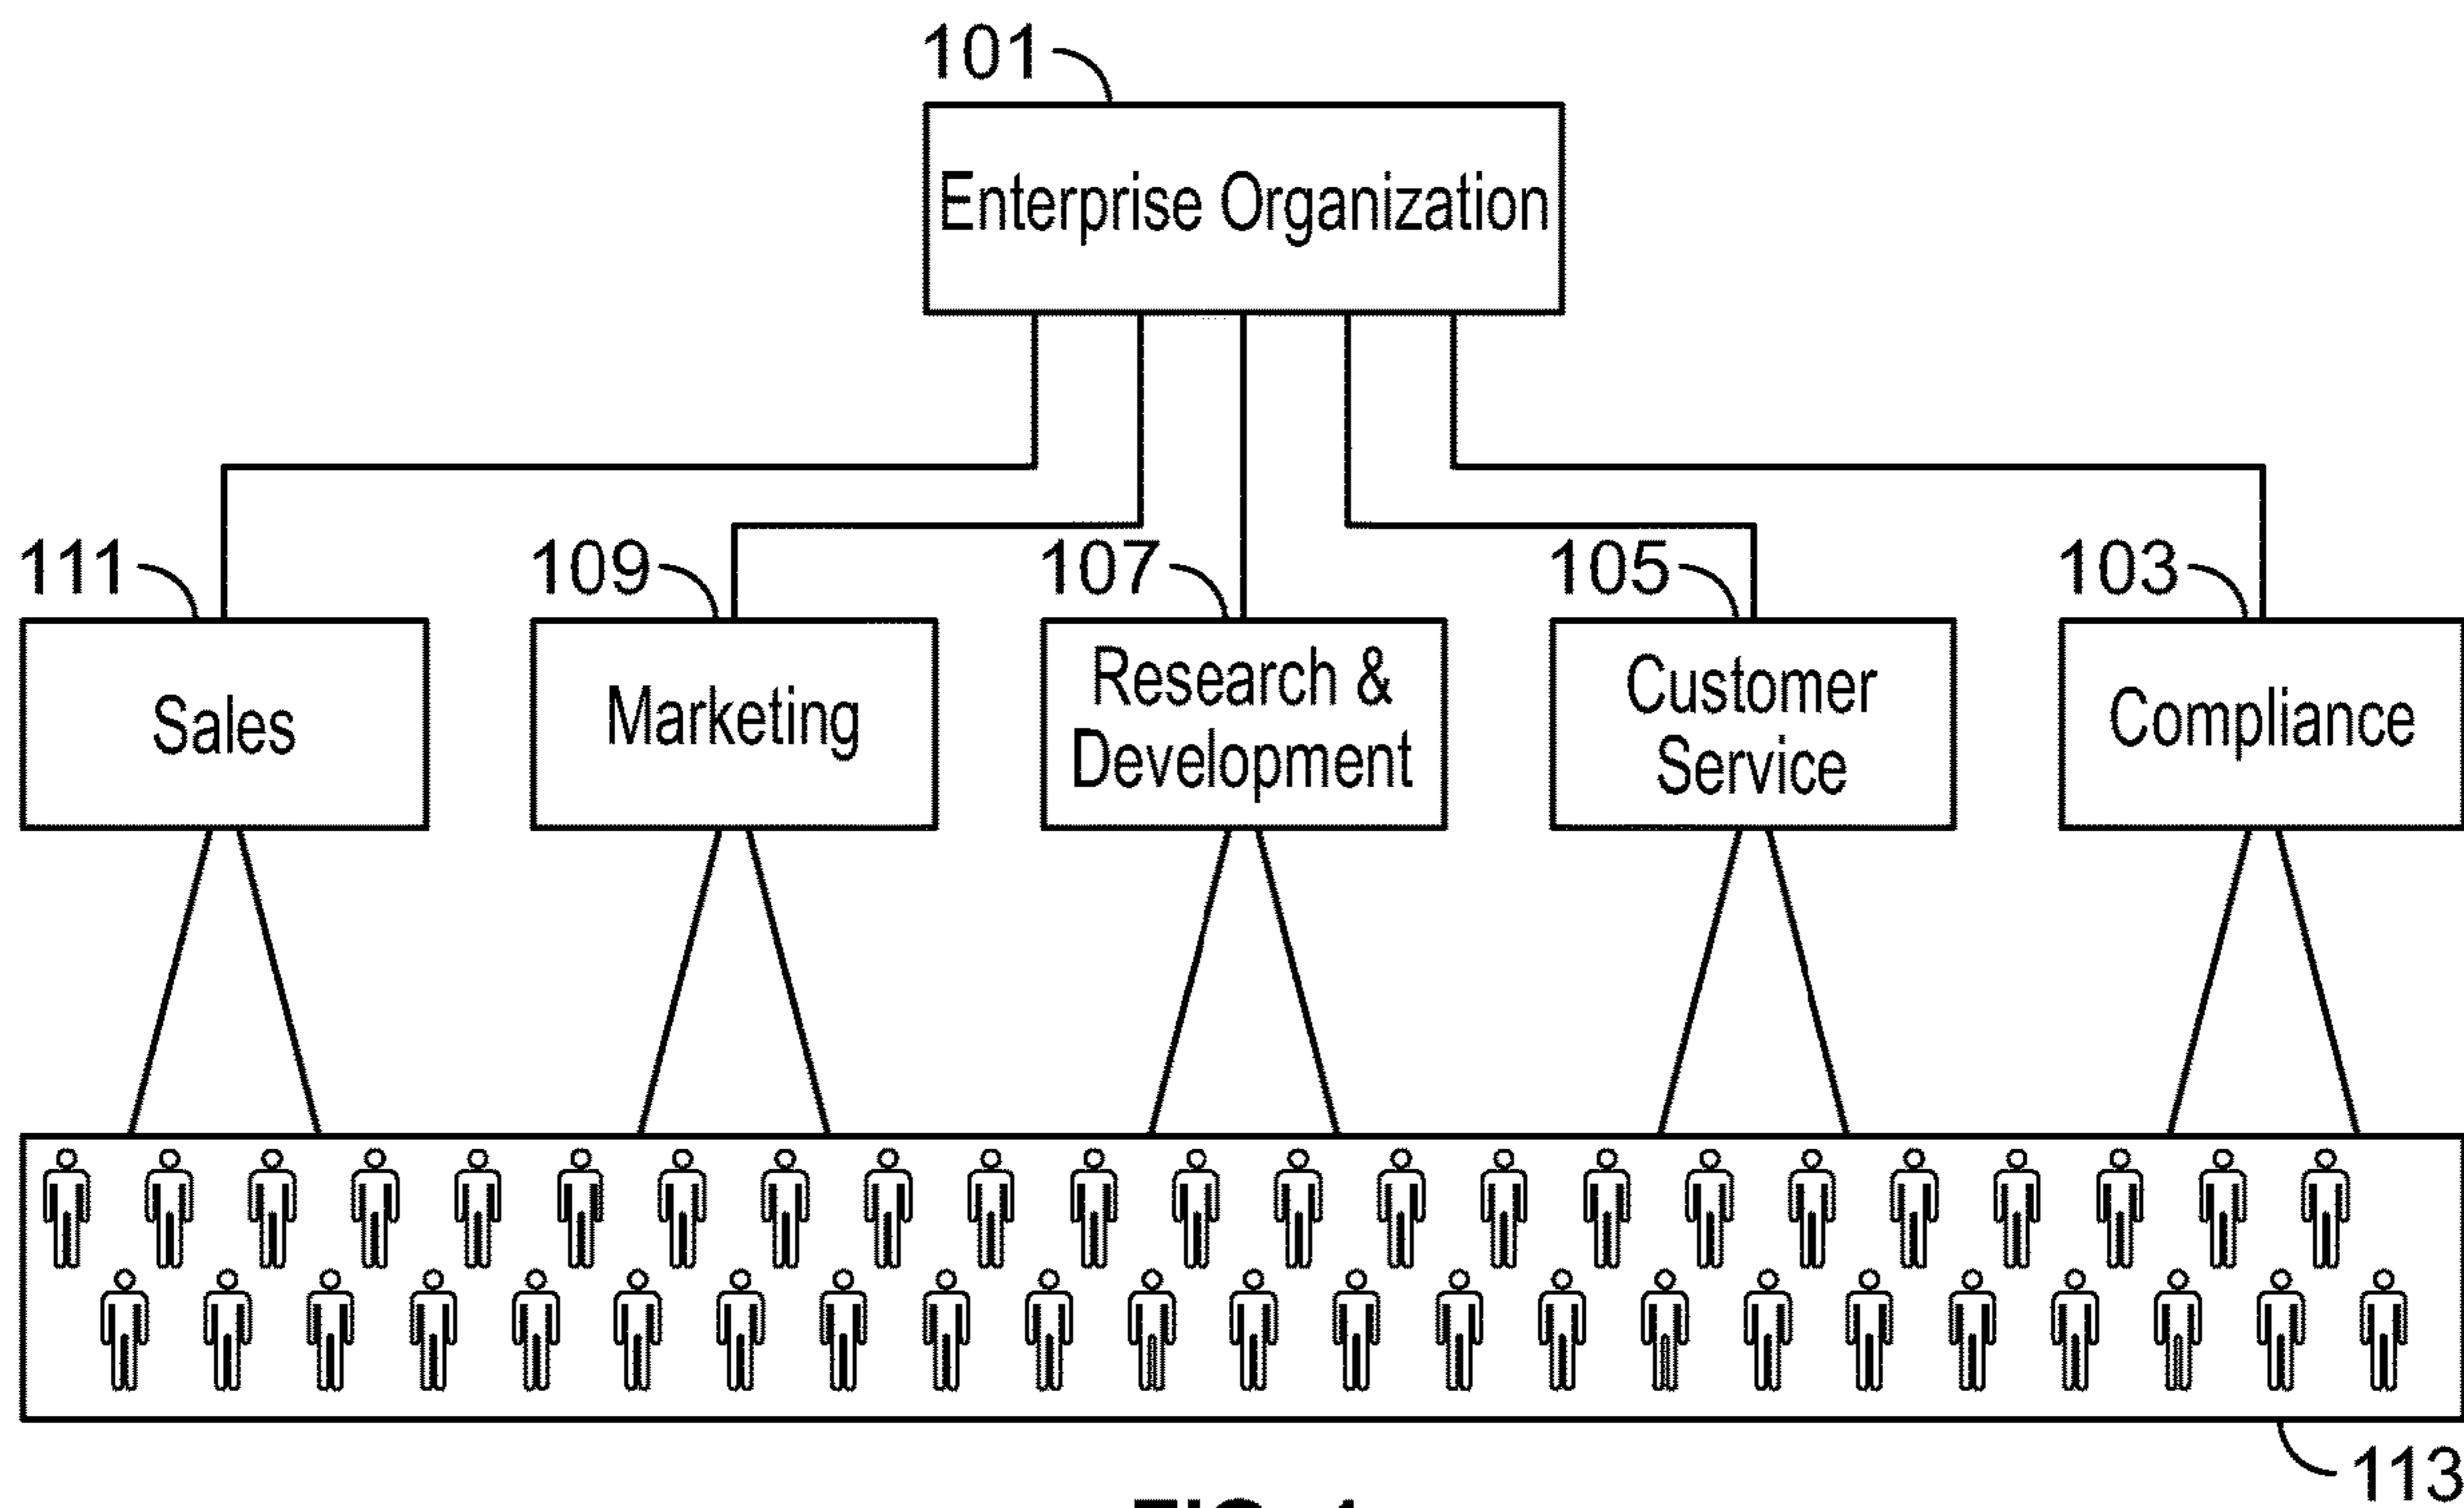 101
Enterprise Organization
111
109
107
105
103
Sales
Marketing
Research &
Development
Customer
Service
Compliance
113